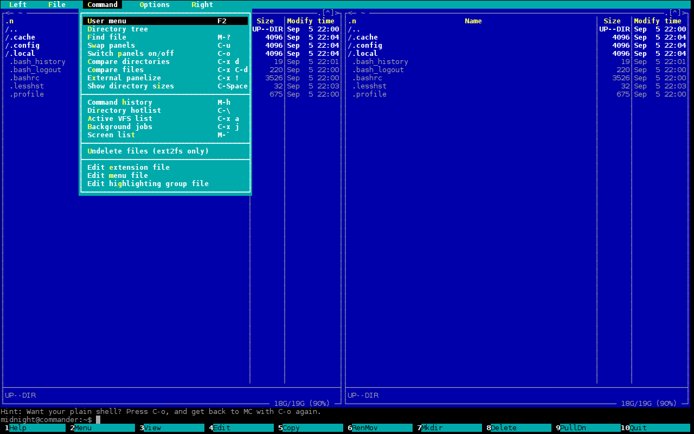 Left File Command Options Right
<- ~ .[^]> <- ~ .[^]>
.n Size Modify time .n Name Size Modify time
/.. UP--DIR Sep 5 22:00 /.. UP--DIR Sep 5 22:00
/.cache 4096 Sep 5 22:04 /.cache 4096 Sep 5 22:04
/.config 4096 Sep 5 22:04 /.config 4096 Sep 5 22:04
/.local 4096 Sep 5 22:04 /.local 4096 Sep 5 22:04
.bash_history 19 Sep 5 22:01 .bash_history 19 Sep 5 22:01
.bash_logout 220 Sep 5 22:00 .bash_logout 220 Sep 5 22:00
.bashrc 3526 Sep 5 22:00 .bashrc 3526 Sep 5 22:00
.lesshst 32 Sep 5 22:03 .lesshst 32 Sep 5 22:03
.profile 675 Sep 5 22:00 .profile 675 Sep 5 22:00
User menu F2
Directory tree
Find file M-?
Swap panels C-u
Switch panels on/off C-o
Compare directories C-x d
Compare files C-x C-d
External panelize C-x !
Show directory sizes C-Space
Command history M-h
Directory hotlist C-\
Active VFS list C-x a
Background jobs C-x j
Screen list M-`
Undelete files (ext2fs only)
Edit extension file
Edit menu file
Edit highlighting group file
UP--DIR UP--DIR
18G/19G (90%) 18G/19G (90%)
Hint: Want your plain shell? Press C-o, and get back to MC with C-o again.
midnight@commander:~$
1Help 2Menu 3View 4Edit 5Copy 6RenMov 7Mkdir 8Delete 9PullDn 10Quit